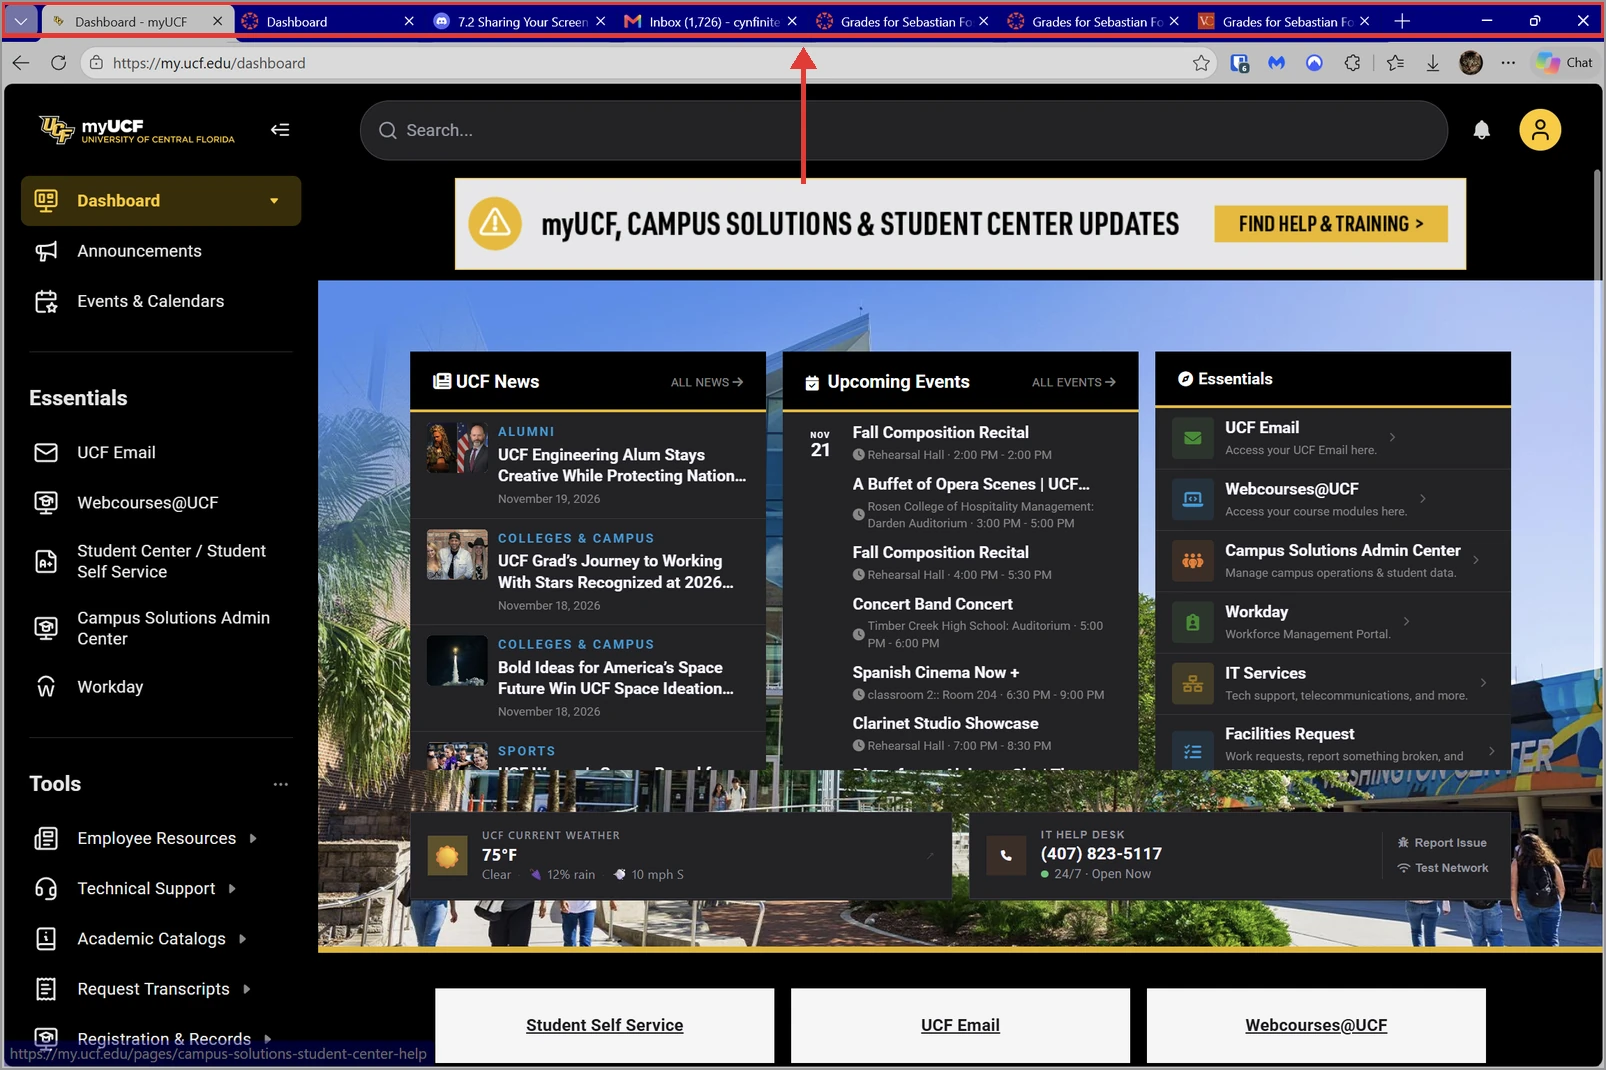 Dashboard - myUCF
Dashboard
7.2 Sharing Your Screen
Inbox (1,726) - cynfinite
Grades for Sebastian Fo
Grades for Sebastian Fo
VC
Grades for Sebastian Fo
https://my.ucf.edu/dashboard
6
Chat
UCF
myUCF
UNIVERSITY OF CENTRAL FLORIDA
Search...
Dashboard
Announcements
Events & Calendars
Essentials
UCF Email
Webcourses@UCF
Student Center / Student
Self Service
Campus Solutions Admin
Center
Workday
Tools
Employee Resources
Technical Support
Academic Catalogs
Request Transcripts
Registration & Records
https://my.ucf.edu/pages/campus-solutions-student-center-help
myUCF, CAMPUS SOLUTIONS & STUDENT CENTER UPDATES
FIND HELP & TRAINING >
UCF News
ALL NEWS
ALUMNI
UCF Engineering Alum Stays
Creative While Protecting Nation...
November 19, 2026
COLLEGES & CAMPUS
UCF Grad's Journey to Working
With Stars Recognized at 2026...
November 18, 2026
COLLEGES & CAMPUS
Bold Ideas for America's Space
Future Win UCF Space Ideation...
November 18, 2026
SPORTS
Upcoming Events
ALL EVENTS
NOV
21
Fall Composition Recital
Rehearsal Hall · 2:00 PM - 2:00 PM
A Buffet of Opera Scenes | UCF...
Rosen College of Hospitality Management:
Darden Auditorium · 3:00 PM - 5:00 PM
Fall Composition Recital
Rehearsal Hall · 4:00 PM - 5:30 PM
Concert Band Concert
Timber Creek High School: Auditorium · 5:00
PM - 6:00 PM
Spanish Cinema Now +
classroom 2:: Room 204 · 6:30 PM - 9:00 PM
Clarinet Studio Showcase
Rehearsal Hall · 7:00 PM - 8:30 PM
Essentials
UCF Email
Access your UCF Email here.
Webcourses@UCF
Access your course modules here.
Campus Solutions Admin Center
Manage campus operations & student data.
Workday
Workforce Management Portal.
IT Services
Tech support, telecommunications, and more.
Facilities Request
Work requests, report something broken, and
UCF CURRENT WEATHER
75°F
Clear
12% rain
10 mph S
IT HELP DESK
(407) 823-5117
24/7 · Open Now
Report Issue
Test Network
Student Self Service
UCF Email
Webcourses@UCF